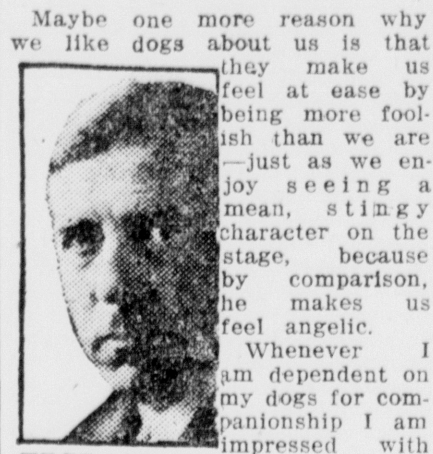 Maybe one more reason why
we like dogs about us is that
they make us
feel at ease by
being more fool-
ish than we are
—just as we en-
joy seeing a
mean, stingy
character on the
stage, because
by comparison,
he makes us
feel angelic.
Whenever I
am dependent on
my dogs for com-
panionship I am
impressed with